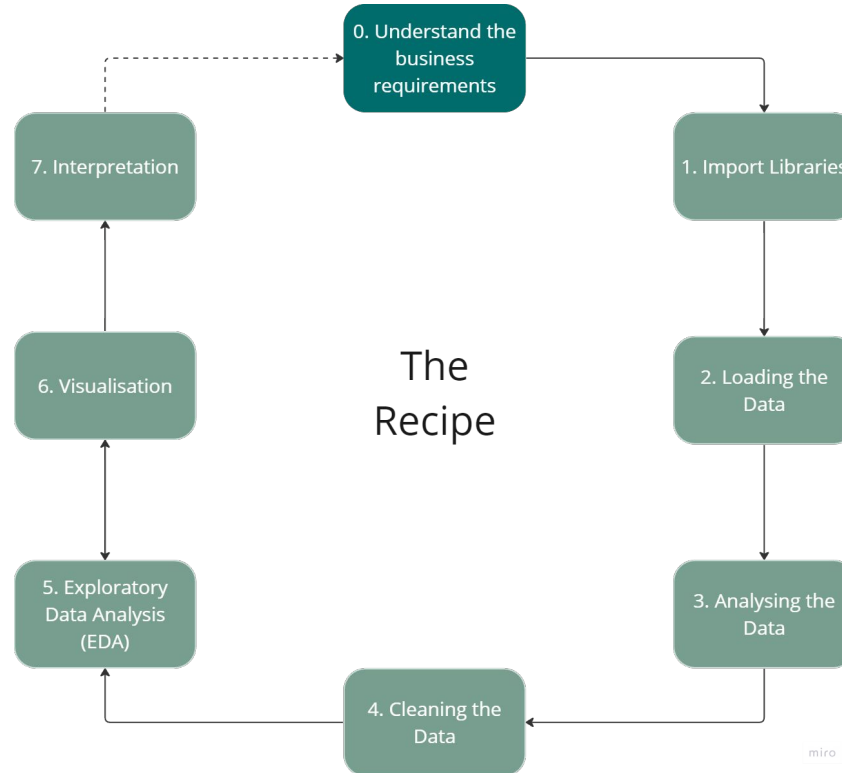 0. Understand the
business
requirements
7. Interpretation
1. Import Libraries
The
Recipe
6. Visualisation
2. Loading the
Data
5. Exploratory
Data Analysis
(EDA)
3. Analysing the
Data
4. Cleaning the
Data
miro